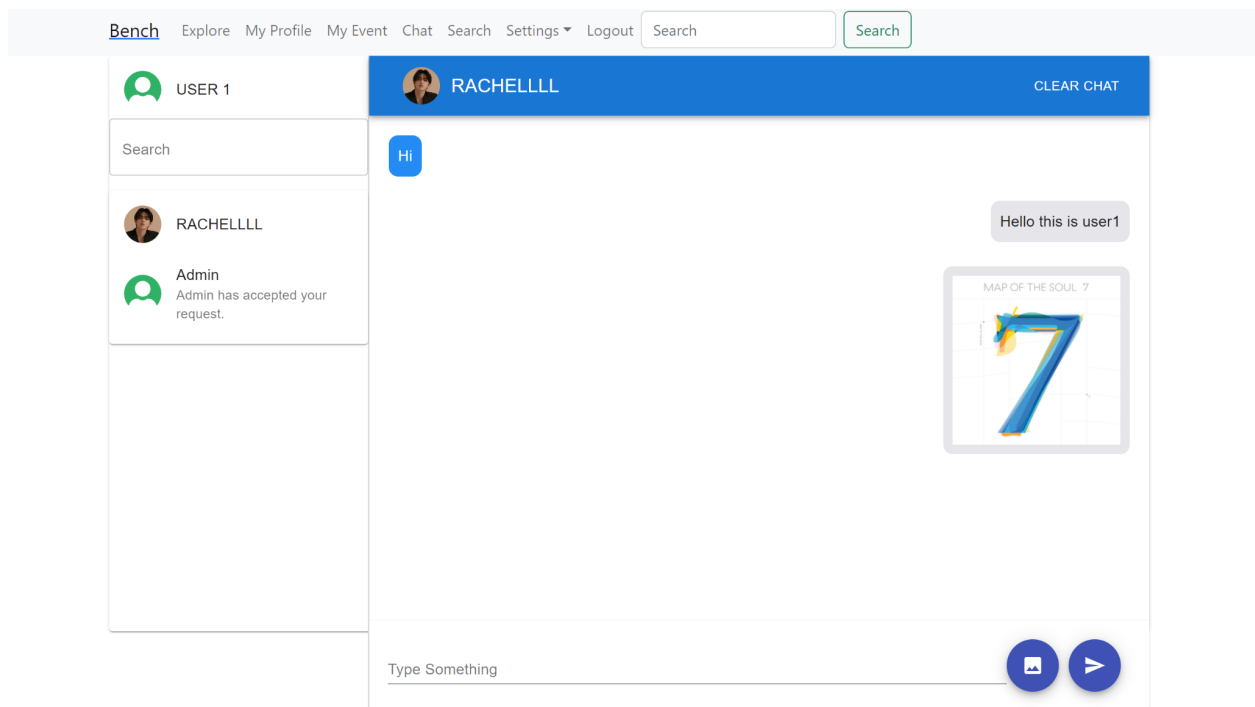 Bench Explore My Profile My Event Chat Search Settings Logout Search Search
USER 1
Search
RACHELLLL
Admin
Admin has accepted your
request.
RACHELLLL CLEAR CHAT
Hi
Hello this is user1
MAP OF THE SOUL 7
7
Type Something